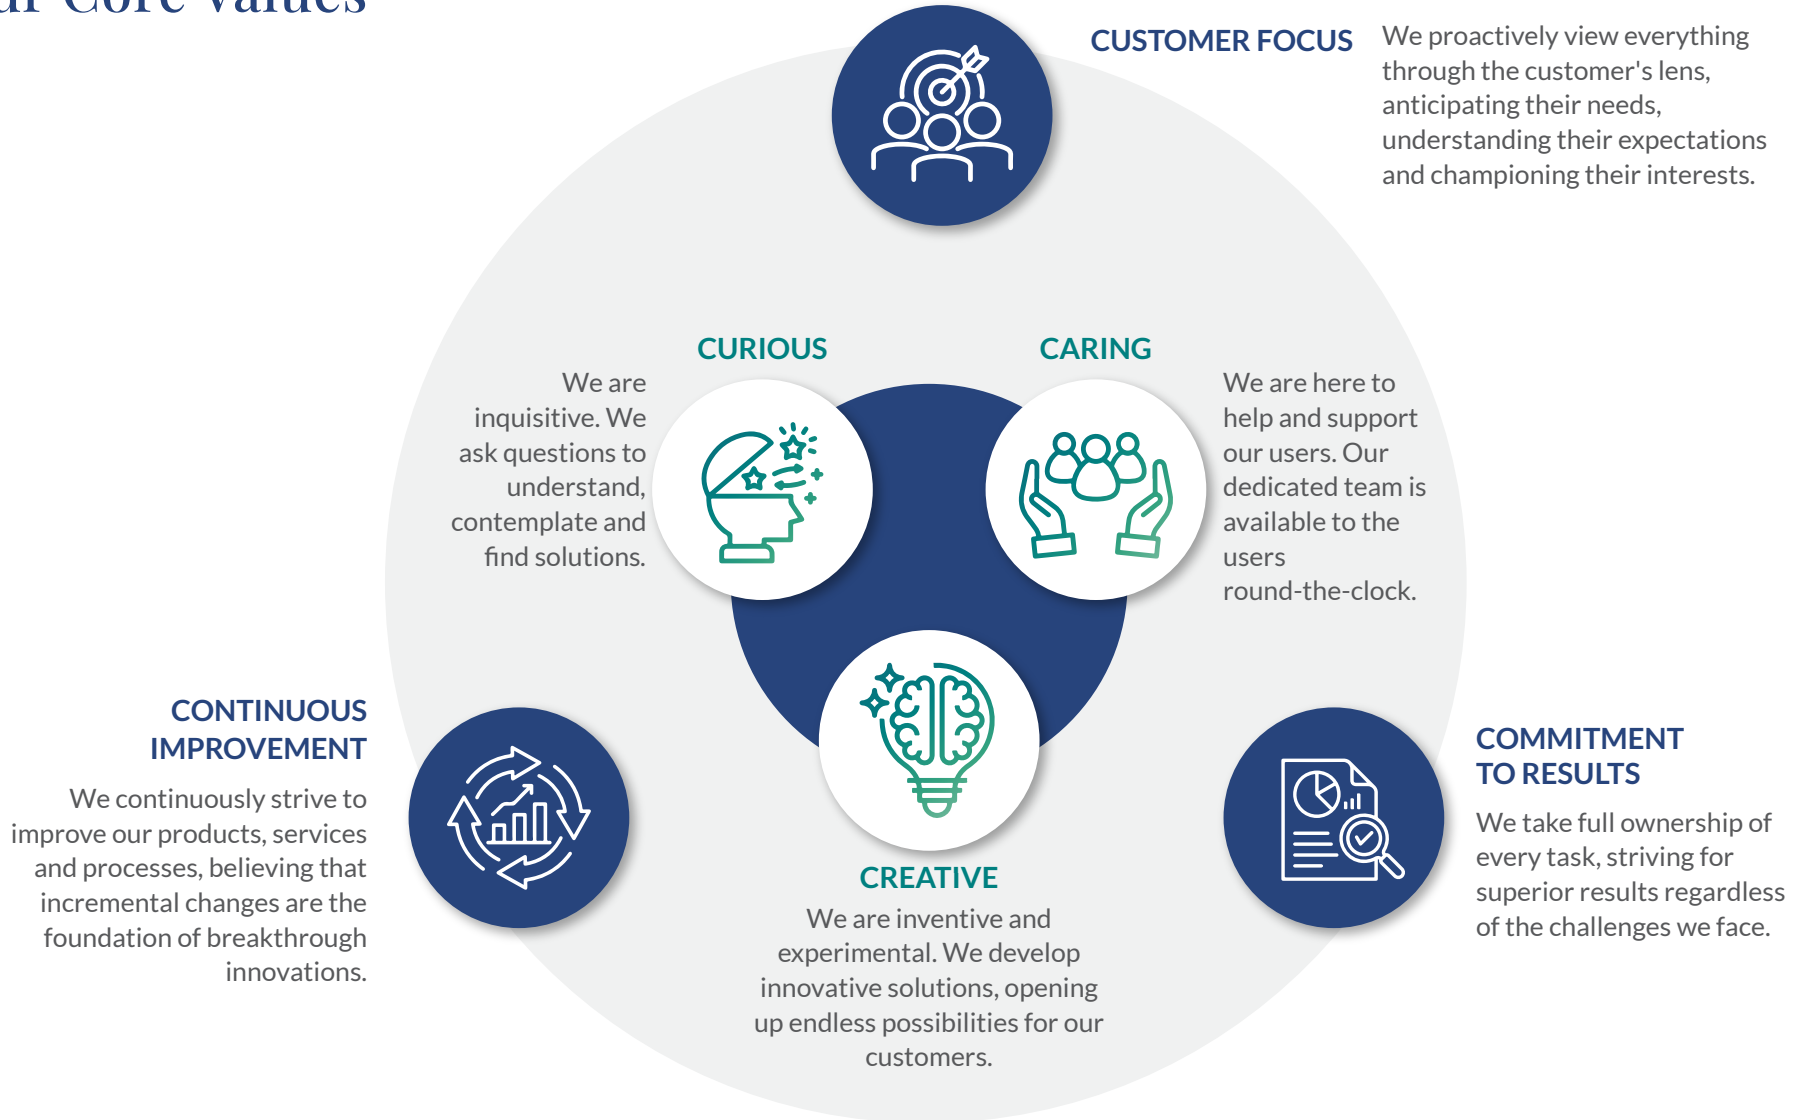 Our Core Values
CUSTOMER FOCUS
We proactively view everything
through the customer's lens,
anticipating their needs,
understanding their expectations
and championing their interests.
CURIOUS
We are
inquisitive. We
ask questions to
understand,
contemplate and
find solutions.
CARING
We are here to
help and support
our users. Our
dedicated team is
available to the
users
round-the-clock.
CONTINUOUS
IMPROVEMENT
We continuously strive to
improve our products, services
and processes, believing that
incremental changes are the
foundation of breakthrough
innovations.
CREATIVE
We are inventive and
experimental. We develop
innovative solutions, opening
up endless possibilities for our
customers.
COMMITMENT
TO RESULTS
We take full ownership of
every task, striving for
superior results regardless
of the challenges we face.